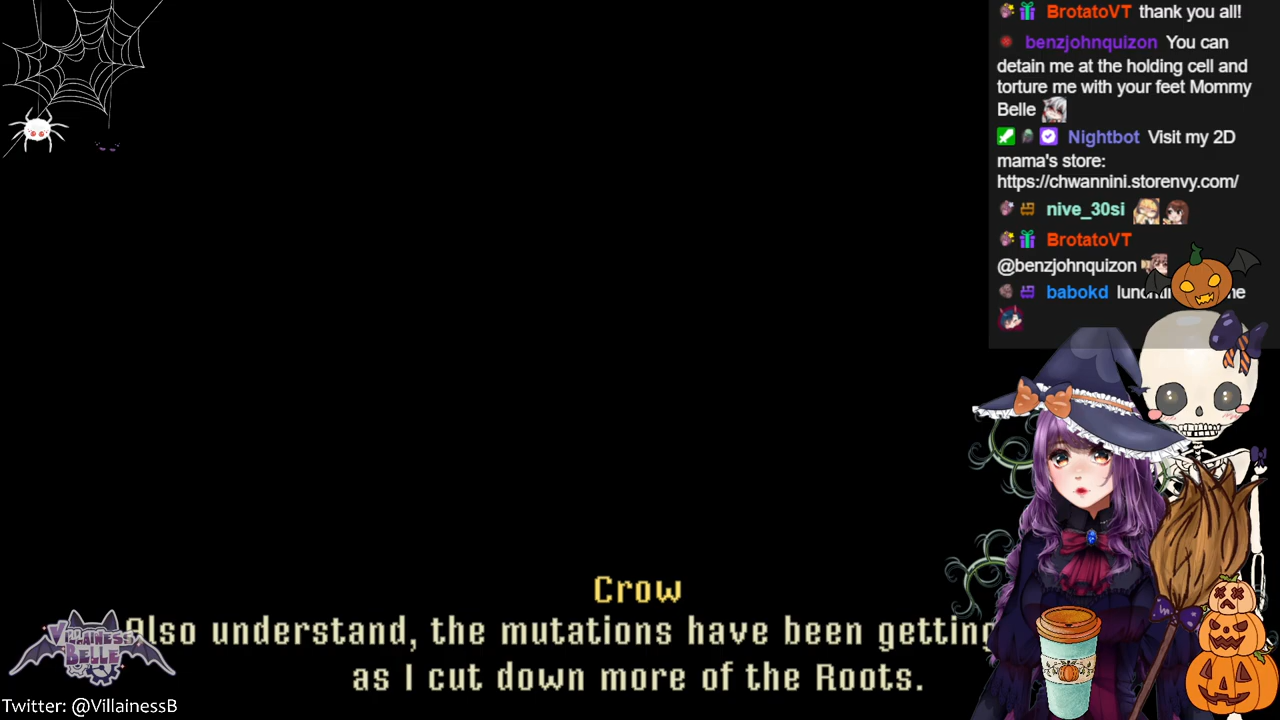 BrotatoVT thank you all!
benzjohnquizon You can
detain me at the holding cell and
torture me with your feet Mommy
Belle
Nightbot Visit my 2D
mama's store:
https://chwannini.storenvy.com/
nive_30si
BrotatoVT
@benzjohnquizon
babokd
Crow
Also understand, the mutations have been getting
as I cut down more of the Roots.
VILLAINESS
BELLE
Twitter: @VillainessB